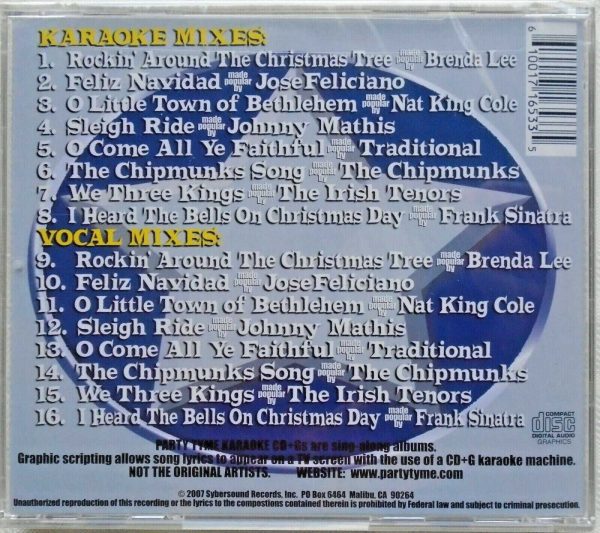 KARAOKE MIXES:
1. Rockin' Around The Christmas Tree made popular by Brenda Lee
2. Feliz Navidad made popular by JoseFeliciano
3. O Little Town of Bethlehem made popular by Nat King Cole
4. Sleigh Ride made popular by Johnny Mathis
5. O Come All Ye Faithful made popular by Traditional
6. The Chipmunks Song made popular by The Chipmunks
7. We Three Kings made popular by The Irish Tenors
8. I Heard The Bells On Christmas Day made popular by Frank Sinatra
VOCAL MIXES:
9. Rockin' Around The Christmas Tree made popular by Brenda Lee
10. Feliz Navidad made popular by JoseFeliciano
11. O Little Town of Bethlehem made popular by Nat King Cole
12. Sleigh Ride made popular by Johnny Mathis
13. O Come All Ye Faithful made popular by Traditional
14. The Chipmunks Song made popular by The Chipmunks
15. We Three Kings made popular by The Irish Tenors
16. I Heard The Bells On Christmas Day made popular by Frank Sinatra
6 10017 16533 5
COMPACT
disc
DIGITAL AUDIO
GRAPHICS
PARTY TYME KARAOKE CD+Gs are sing-along albums.
Graphic scripting allows song lyrics to appear on a TV screen with the use of a CD+G karaoke machine.
NOT THE ORIGINAL ARTISTS. WEBSITE: www.partytyme.com
© 2007 Sybersound Records, Inc. PO Box 6464 Malibu, CA 90264
Unauthorized reproduction of this recording or the lyrics to the compostions contained therein is prohibited by Federal law and subject to criminal prosecution.